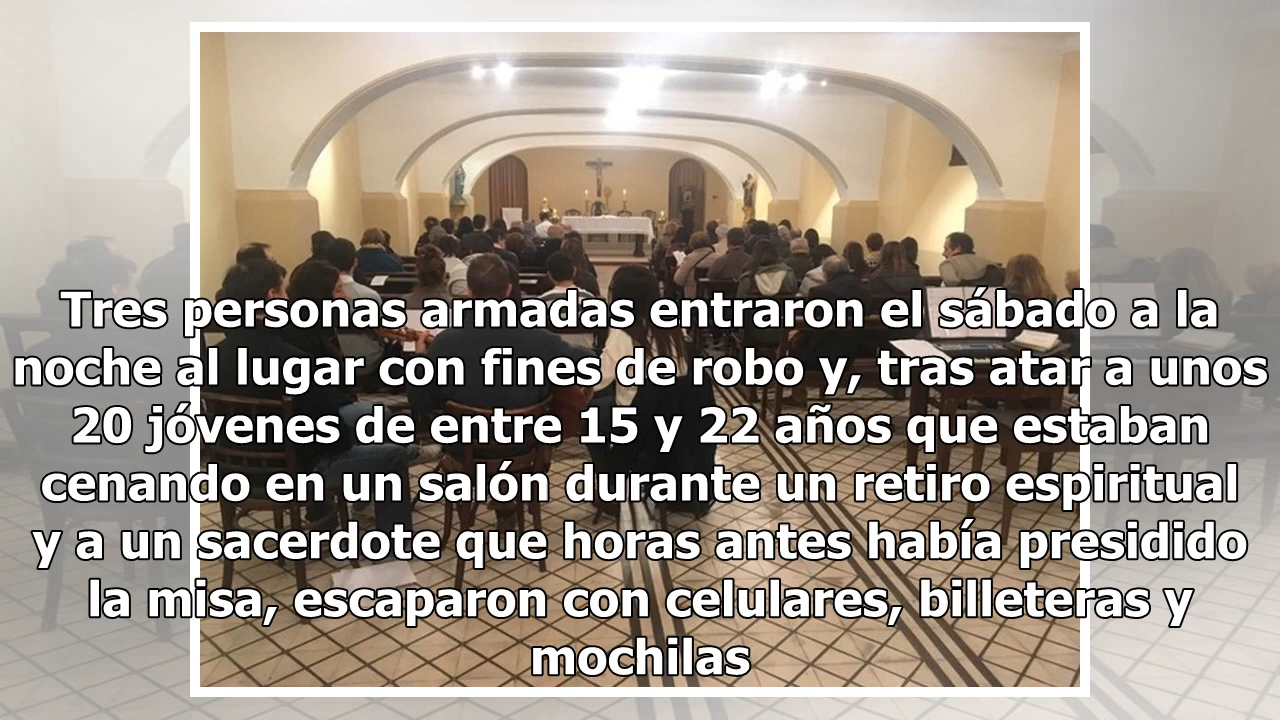 Tres personas armadas entraron el sábado a la
noche al lugar con fines de robo y, tras atar a unos
20 jóvenes de entre 15 y 22 años que estaban
cenando en un salón durante un retiro espiritual
y a un sacerdote que horas antes había presidido
la misa, escaparon con celulares, billeteras y
mochilas